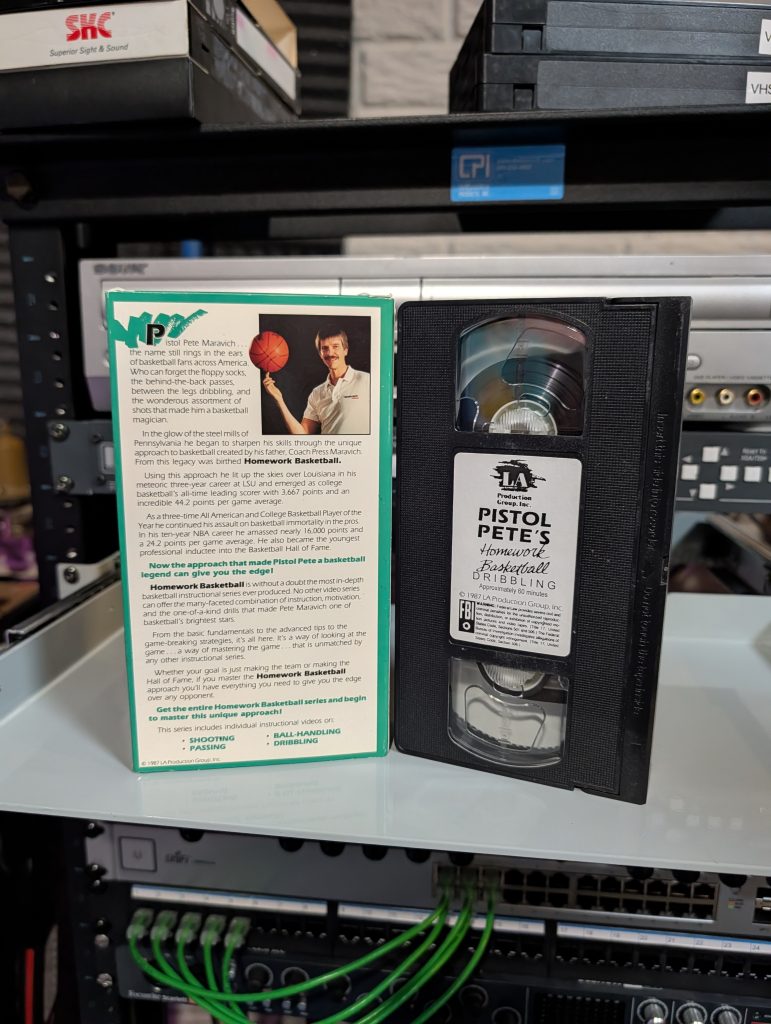 SKC
Superior Sight & Sound
VHS
CPI
Pistol Pete Maravich . . .
the name still rings in the ears
of basketball fans across America.
Who can forget the floppy socks,
the behind-the-back passes,
between the legs dribbling, and
the wonderous assortment of
shots that made him a basketball
magician.
In the glow of the steel mills of
Pennsylvania he began to sharpen his skills through the unique
approach to basketball created by his father, Coach Press Maravich.
From this legacy was birthed Homework Basketball.
Using this approach he lit up the skies over Louisiana in his
meteoric three-year career at LSU and emerged as college
basketball's all-time leading scorer with 3,667 points and an
incredible 44.2 points per game average.
As a three-time All American and College Basketball Player of the
Year he continued his assault on basketball immortality in the pros.
In his ten-year NBA career he amassed nearly 16,000 points and
a 24.2 points per game average. He also became the youngest
professional inductee into the Basketball Hall of Fame.
Now the approach that made Pistol Pete a basketball
legend can give you the edge!
Homework Basketball is without a doubt the most in-depth
basketball instructional series ever produced. No other video series
can offer the many-faceted combination of instruction, motivation,
and the one-of-a-kind drills that made Pete Maravich one of
basketball's brightest stars.
From the basic fundamentals to the advanced tips to the
game-breaking strategies, it's all here. It's a way of looking at the
game . . . a way of mastering the game . . . that is unmatched by
any other instructional series.
Whether your goal is just making the team or making the
Hall of Fame, if you master the Homework Basketball
approach you'll have everything you need to give you the edge
over any opponent.
Get the entire Homework Basketball series and begin
to master this unique approach!
This series includes individual instructional videos on:
• SHOOTING • BALL-HANDLING
• PASSING • DRIBBLING
© 1987 LA Production Group, Inc.
LA
Production
Group, Inc.
PISTOL
PETE'S
Homework
Basketball
DRIBBLING
Approximately 60 minutes
© 1987 LA Production Group, Inc.
FBI
WARNING: Federal law provides severe civil and